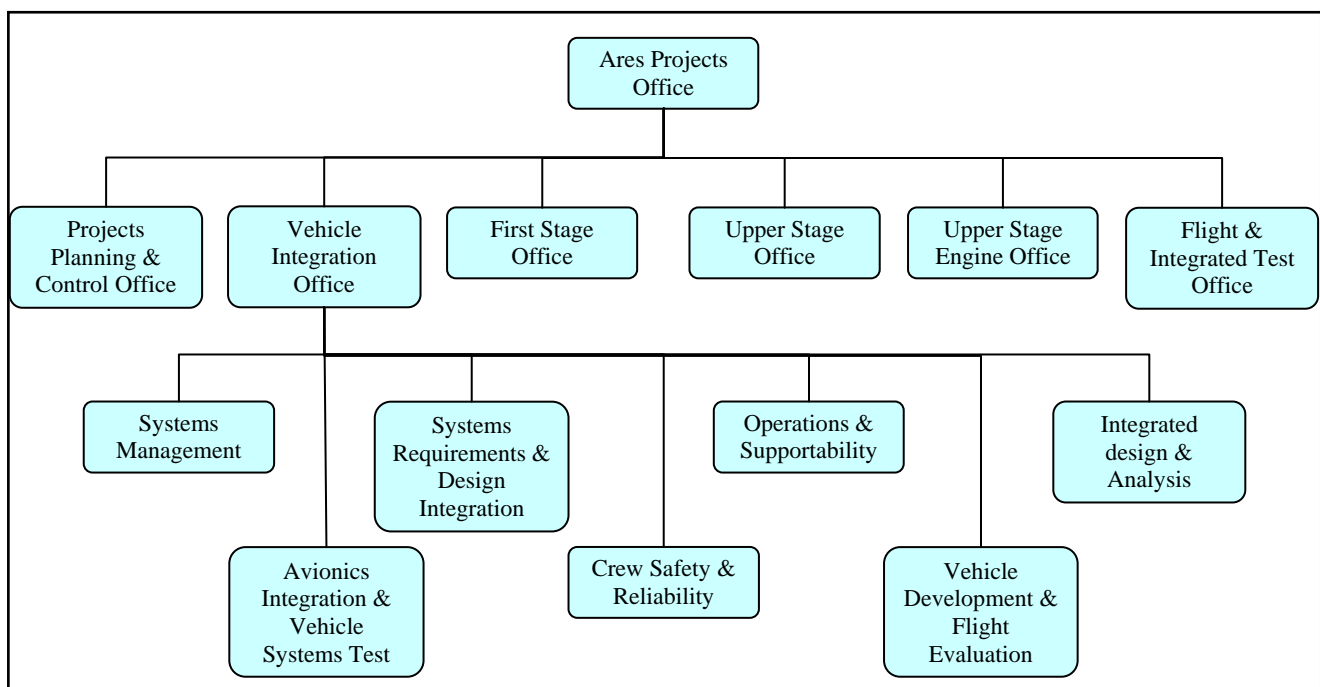 Ares Projects
Office
Projects
Planning &
Control Office
Vehicle
Integration
Office
First Stage
Office
Upper Stage
Office
Upper Stage
Engine Office
Flight &
Integrated Test
Office
Systems
Management
Systems
Requirements &
Design
Integration
Operations &
Supportability
Integrated
design &
Analysis
Avionics
Integration &
Vehicle
Systems Test
Crew Safety &
Reliability
Vehicle
Development &
Flight
Evaluation